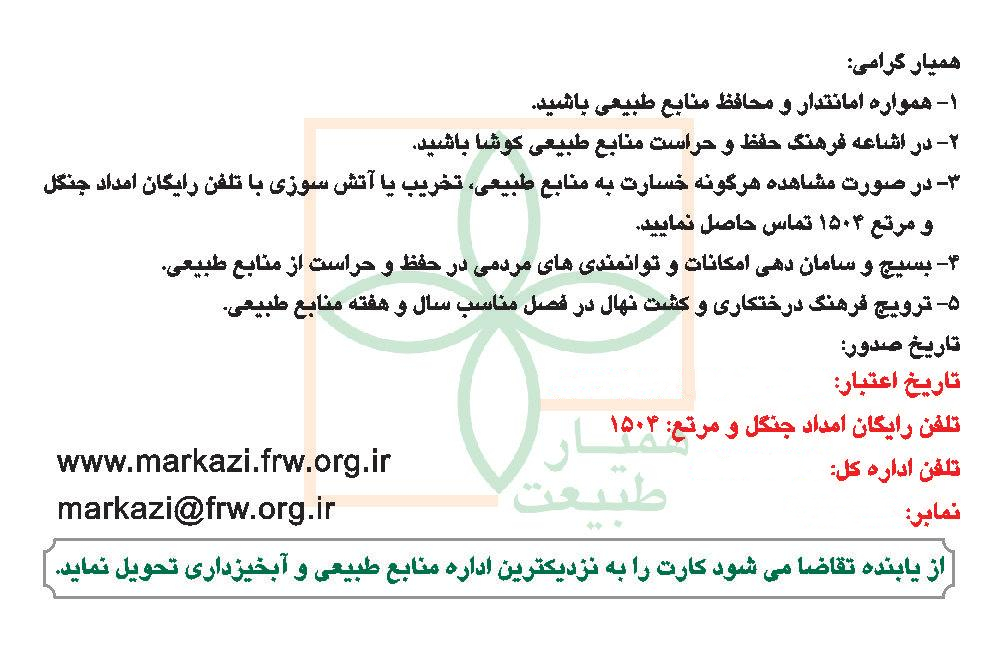 همیار گرامی:
۱- همواره امانتدار و محافظ منابع طبیعی باشید.
۲- در اشاعه فرهنگ حفظ و حراست منابع طبیعی کوشا باشید.
۳- در صورت مشاهده هرگونه خسارت به منابع طبیعی، تخریب یا آتش سوزی با تلفن رایگان امداد جنگل
و مرتع ۱۵۰۴ تماس حاصل نمایید.
۴- بسیج و سامان دهی امکانات و توانمندی های مردمی در حفظ و حراست از منابع طبیعی.
۵- ترویج فرهنگ درختکاری و کشت نهال در فصل مناسب سال و هفته منابع طبیعی.
تاریخ صدور:
تاریخ اعتبار:
تلفن رایگان امداد جنگل و مرتع: ۱۵۰۴
تلفن اداره کل:
نمابر:
www.markazi.frw.org.ir
markazi@frw.org.ir
همیار
طبیعت
از یابنده تقاضا می شود کارت را به نزدیکترین اداره منابع طبیعی و آبخیزداری تحویل نماید.